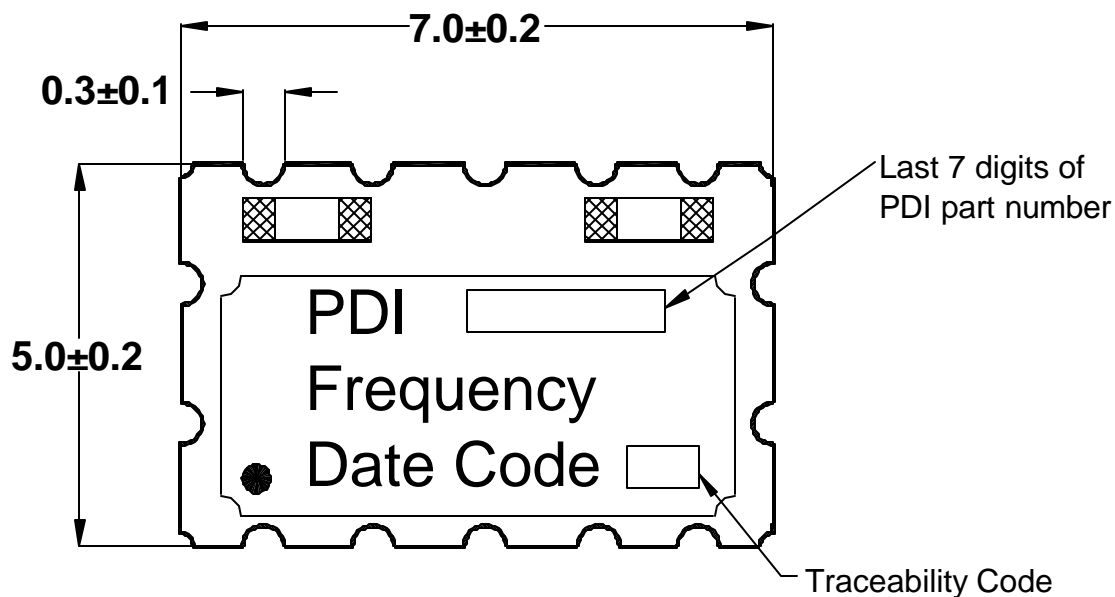 7.0±0.2
0.3±0.1
Last 7 digits of
PDI part number
PDI
5.0±0.2
Frequency
Date Code
Traceability Code